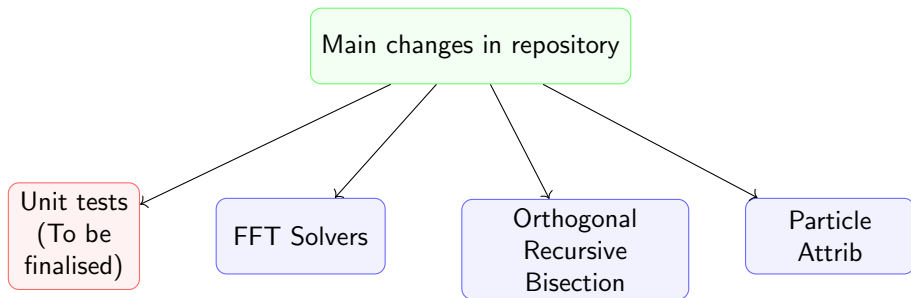 Main changes in repository
Unit tests
(To be
finalised)
FFT Solvers
Orthogonal
Recursive
Bisection
Particle
Attrib